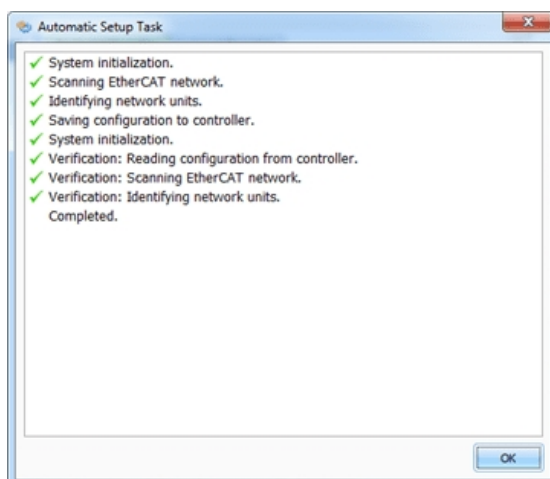 Automatic Setup Task
System initialization.
Scanning EtherCAT network.
Identifying network units.
Saving configuration to controller.
System initialization.
Verification: Reading configuration from controller.
Verification: Scanning EtherCAT network.
Verification: Identifying network units.
Completed.
OK